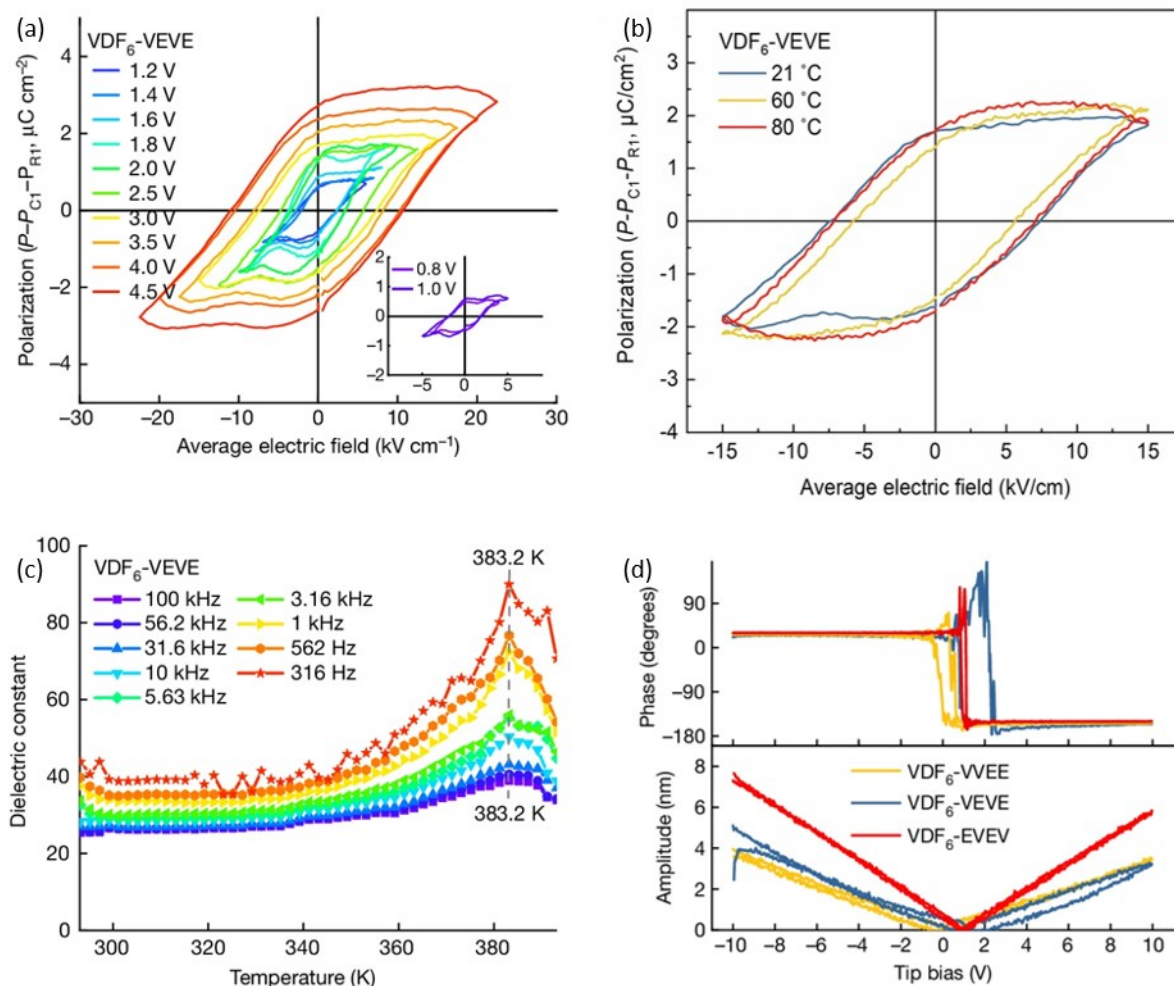 (a)
VDF6-VEVE
1.2 V
1.4 V
1.6 V
1.8 V
2.0 V
2.5 V
3.0 V
3.5 V
4.0 V
4.5 V
4
2
0
−2
−4
Polarization (P–PC1–PR1, µC cm−2)
0.8 V
1.0 V
2
1
0
−1
−2
−5 0 5
−30 −20 −10 0 10 20 30
Average electric field (kV cm−1)
(b)
VDF6-VEVE
21 ˚C
60 ˚C
80 ˚C
3
2
1
0
-1
-2
-3
-4
Polarization (P-PC1-PR1, µC/cm2)
-15 -10 -5 0 5 10 15
Average electric field (kV/cm)
(c)
VDF6-VEVE
100 kHz
56.2 kHz
31.6 kHz
10 kHz
5.63 kHz
3.16 kHz
1 kHz
562 Hz
316 Hz
383.2 K
383.2 K
100
80
60
40
20
0
Dielectric constant
300 320 340 360 380
Temperature (K)
(d)
90
0
−90
−180
Phase (degrees)
VDF6-VVEE
VDF6-VEVE
VDF6-EVEV
8
6
4
2
0
Amplitude (nm)
−10 −8 −6 −4 −2 0 2 4 6 8 10
Tip bias (V)